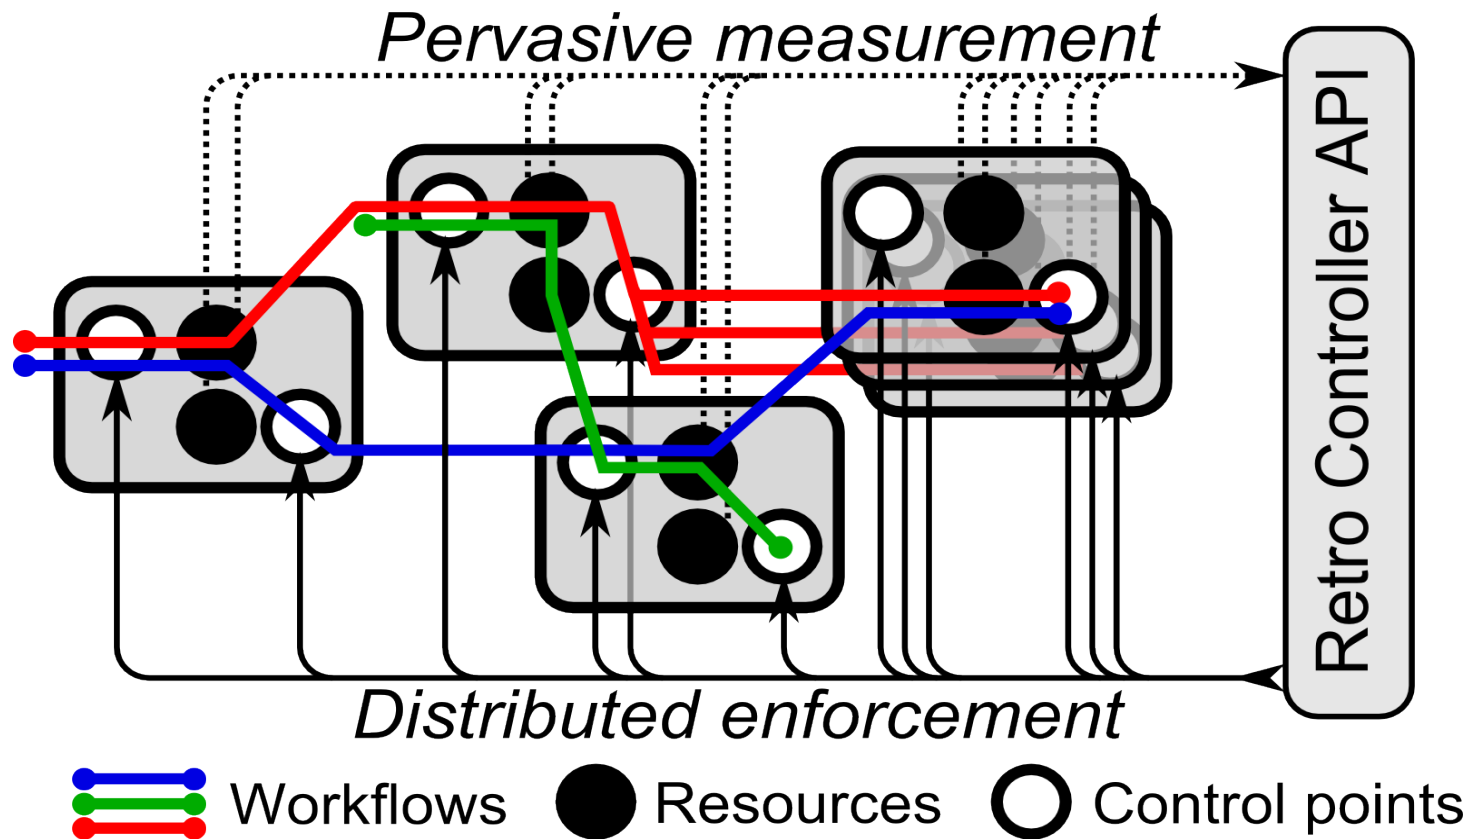 Pervasive measurement
Retro Controller API
Distributed enforcement
Workflows
Resources
Control points